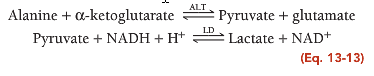 Alanine + α-ketoglutarate ⇌ (ALT) Pyruvate + glutamate
Pyruvate + NADH + H⁺ ⇌ (LD) Lactate + NAD⁺
(Eq. 13-13)